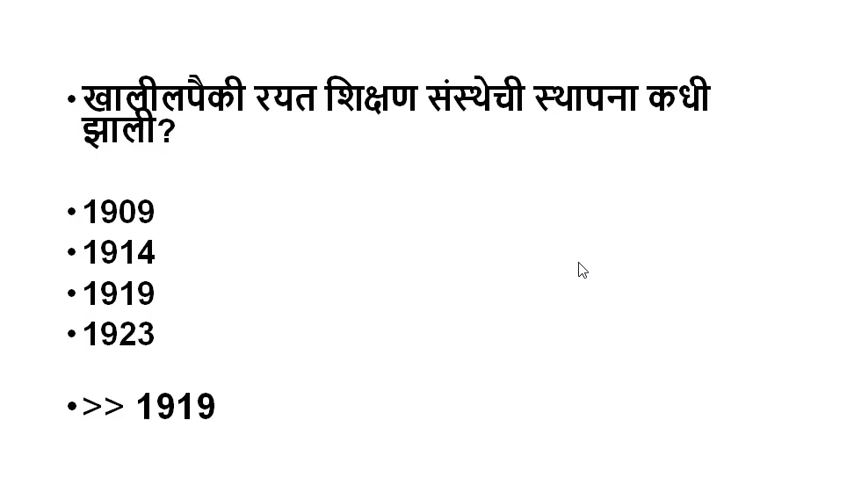 • खालीलपैकी रयत शिक्षण संस्थेची स्थापना कधी
झाली?
• 1909
• 1914
• 1919
• 1923
• >> 1919